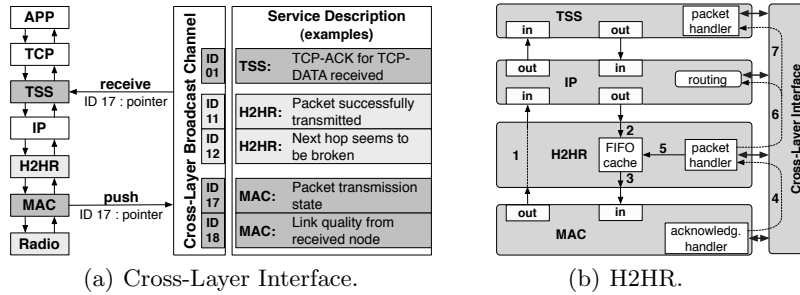 APP
TCP
TSS
IP
H2HR
MAC
Radio
receive
ID 17 : pointer
push
ID 17 : pointer
Cross-Layer Broadcast Channel
Service Description
(examples)
ID
01
TSS:
TCP-ACK for TCP-
DATA received
ID
11
H2HR:
Packet successfully
transmitted
ID
12
H2HR:
Next hop seems to
be broken
ID
17
MAC:
Packet transmission
state
ID
18
MAC:
Link quality from
received node
(a) Cross-Layer Interface.
TSS
packet
handler
in
out
7
out
in
IP
routing
in
out
6
2
1
H2HR
FIFO
cache
5
packet
handler
3
4
out
in
MAC
acknowledg.
handler
Cross-Layer Interface
(b) H2HR.